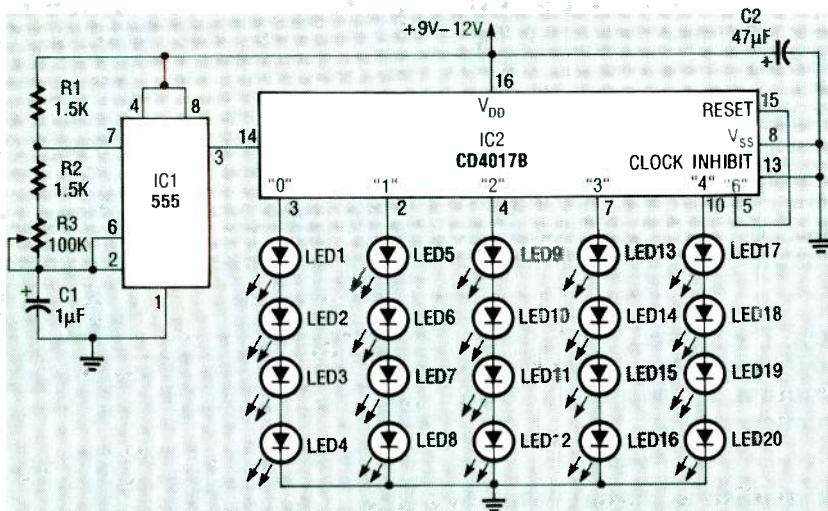 +9V–12V
C2
47µF
+
R1
1.5K
4 8
16
V_DD
RESET 15
7
3
14
IC2
CD4017B
V_SS 8
CLOCK INHIBIT 13
R2
1.5K
IC1
555
"0" "1" "2" "3" "4" "6"
3 2 4 7 10 5
R3
100K
6
2
+
C1
1µF
1
LED1 LED5 LED9 LED13 LED17
LED2 LED6 LED10 LED14 LED18
LED3 LED7 LED11 LED15 LED19
LED4 LED8 LED12 LED16 LED20